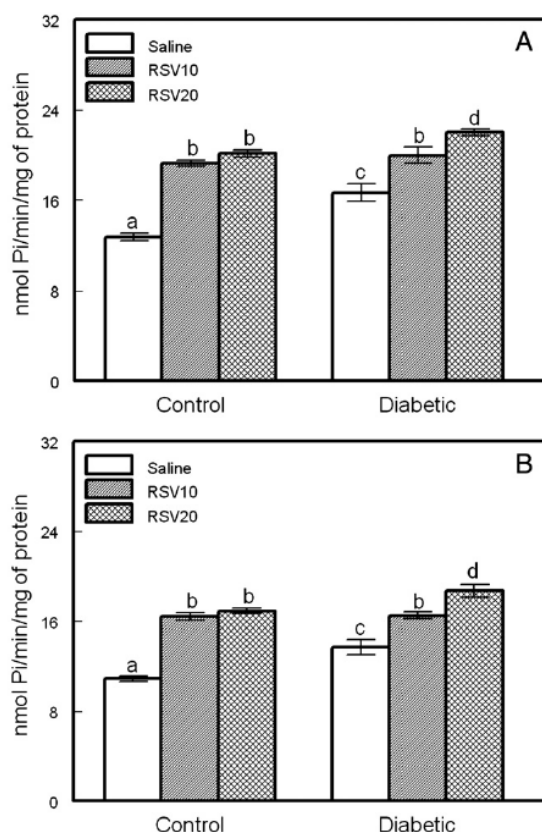 A
32
24
16
8
0
nmol Pi/min/mg of protein
Saline
RSV10
RSV20
a
b
b
c
b
d
Control
Diabetic
B
32
24
16
8
0
nmol Pi/min/mg of protein
Saline
RSV10
RSV20
a
b
b
c
b
d
Control
Diabetic